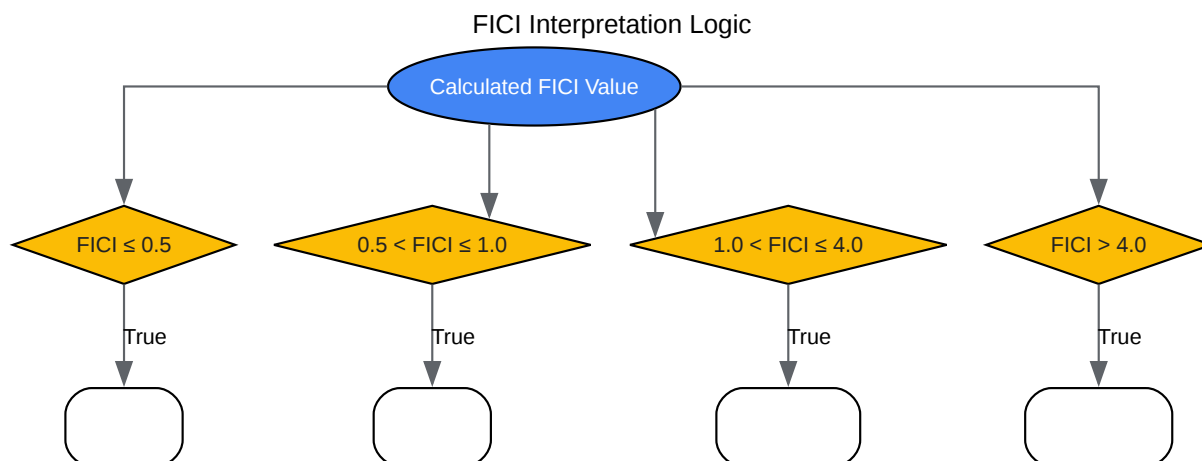 FICI Interpretation Logic
Calculated FICI Value
FICI ≤ 0.5
0.5 < FICI ≤ 1.0
1.0 < FICI ≤ 4.0
FICI > 4.0
True
True
True
True